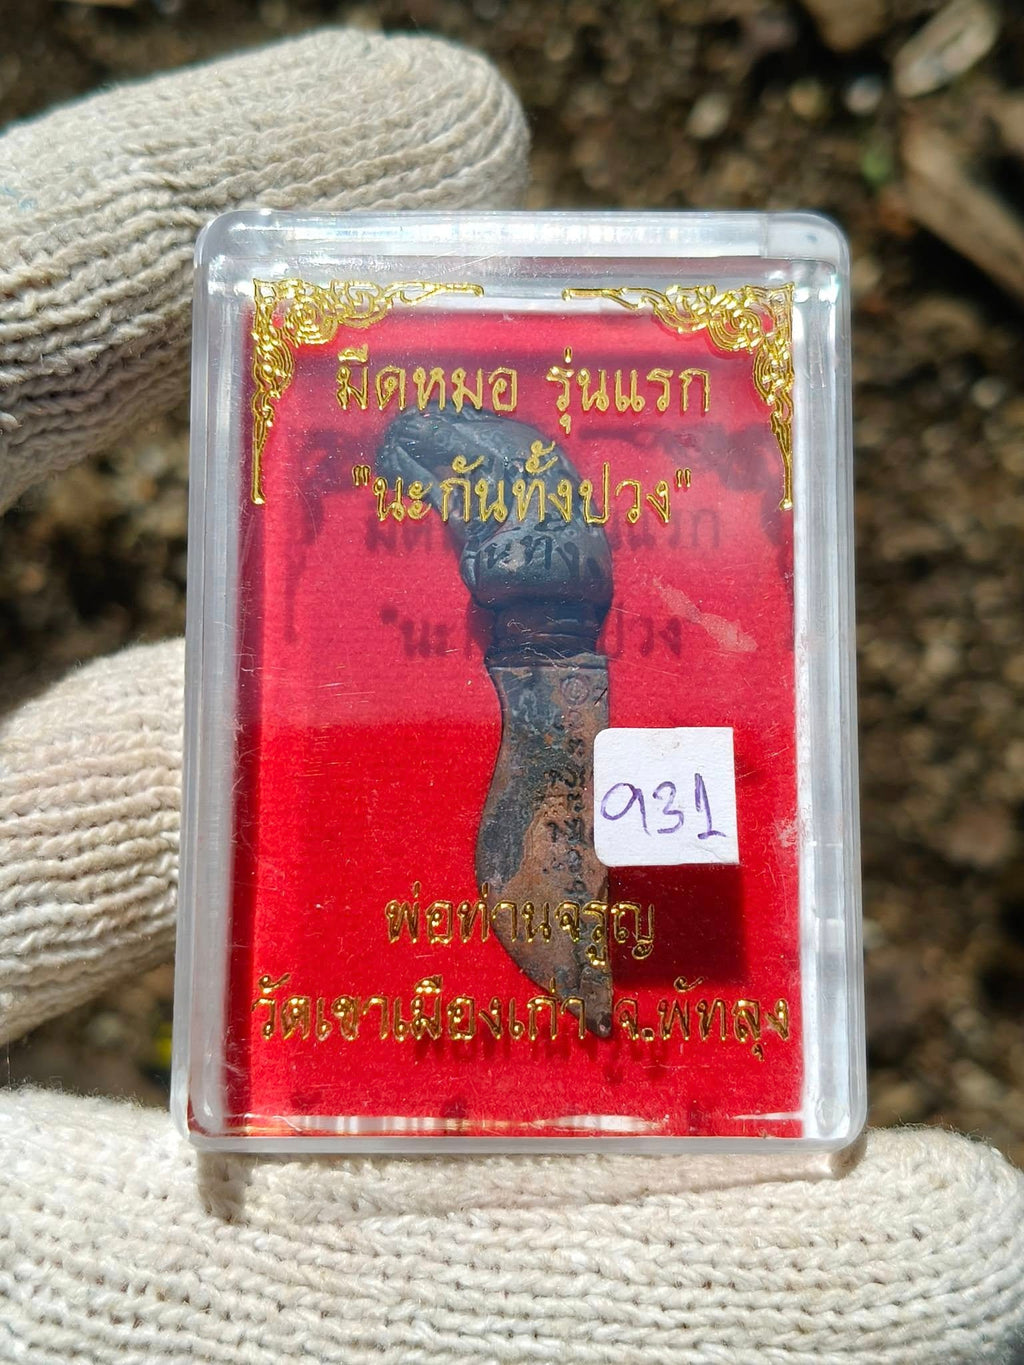 มีดหมอ รุ่นแรก
"นะกันทั้งปวง"
931
พ่อท่านจรูญ
วัดเขาเมืองเก่า จ.พัทลุง